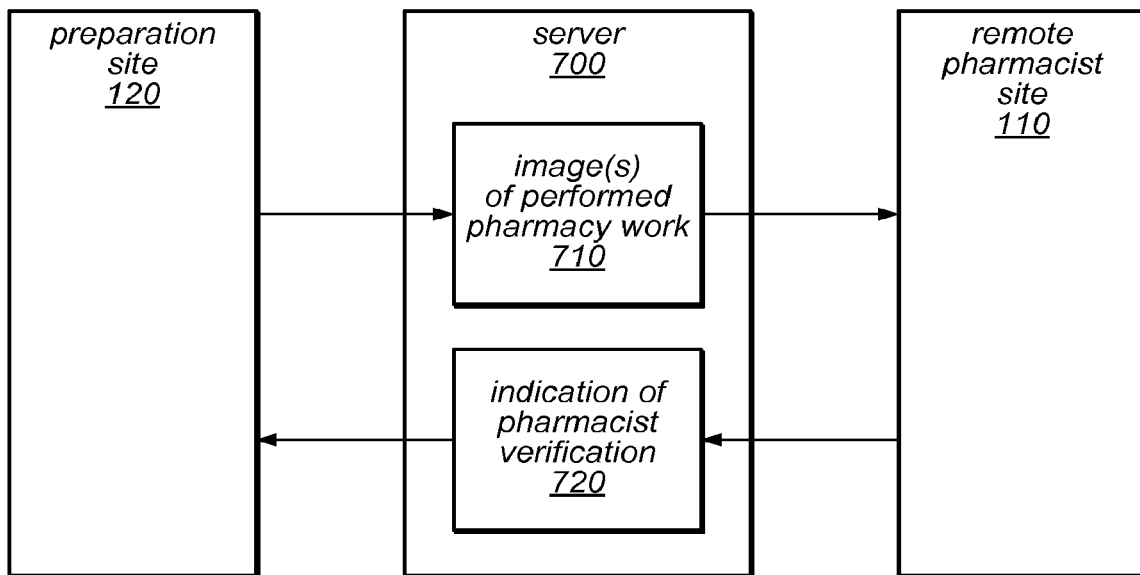 preparation
site
120
server
700
remote
pharmacist
site
110
image(s)
of performed
pharmacy work
710
indication of
pharmacist
verification
720